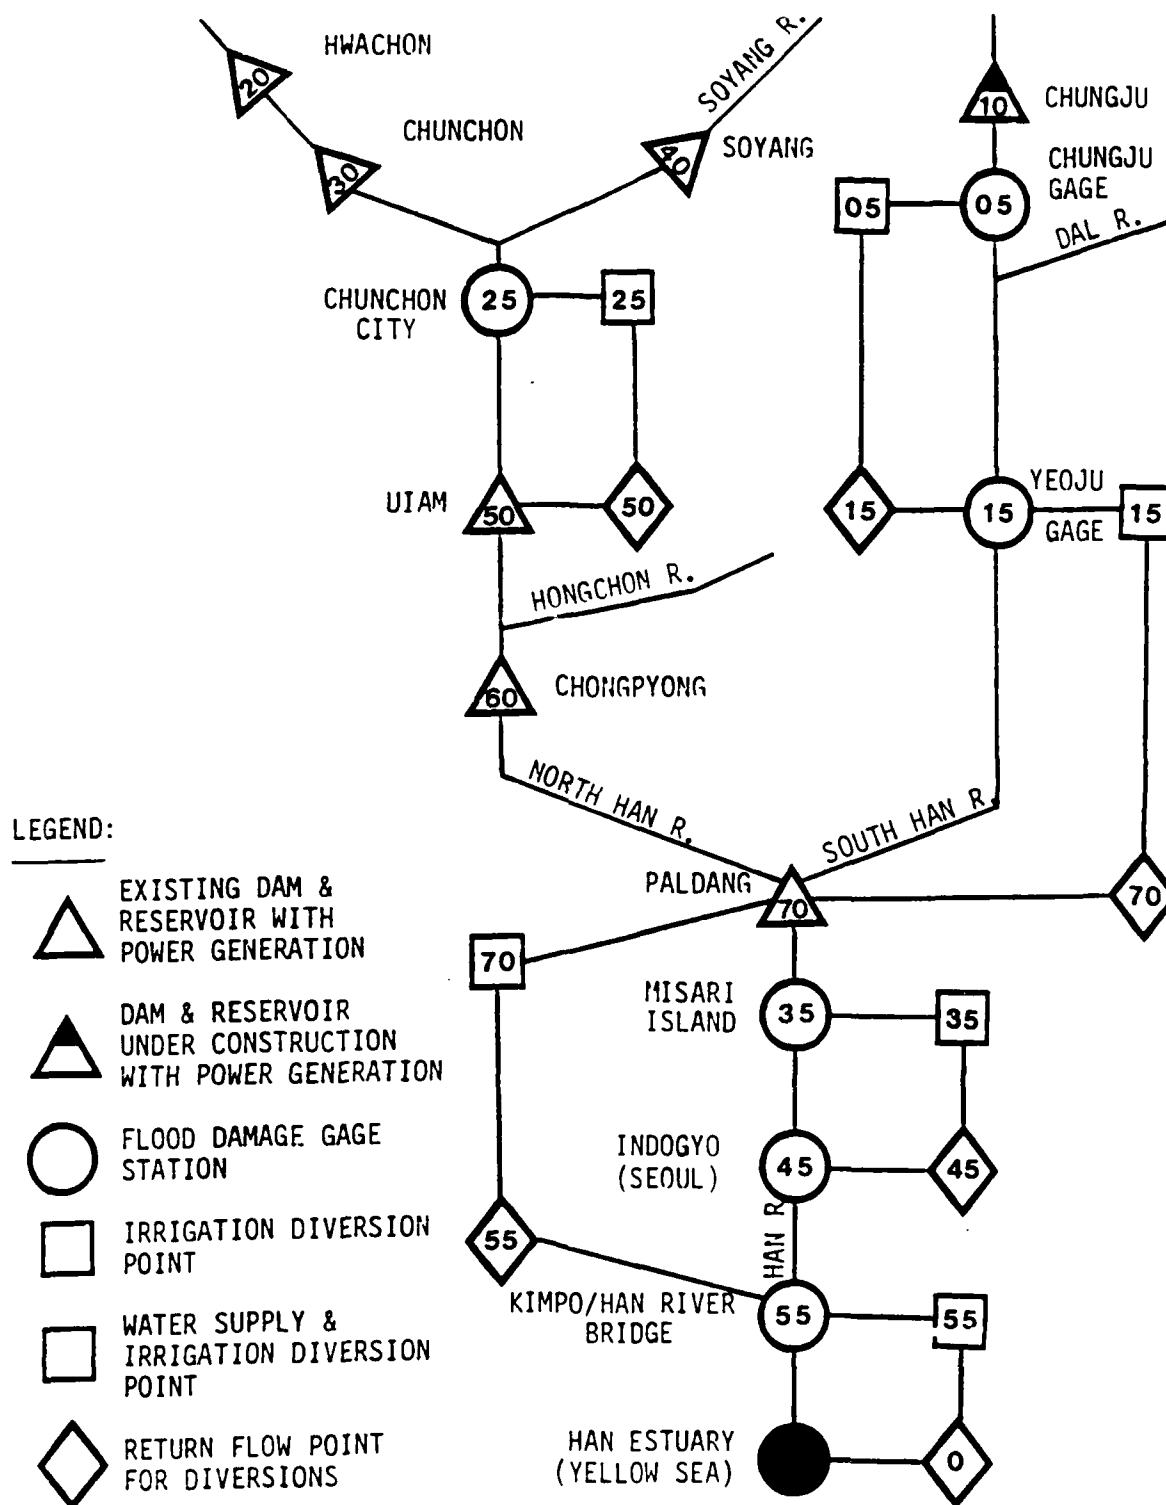 HWACHON
20
CHUNCHON
30
SOYANG R.
SOYANG
40
CHUNGJU
10
CHUNGJU
GAGE
05
05
DAL R.
CHUNCHON
CITY
25
25
UIAM
50
50
YEOJU
GAGE
15
15
15
HONGCHON R.
CHONGPYONG
60
NORTH HAN R.
SOUTH HAN R.
PALDANG
70
70
70
MISARI
ISLAND
35
35
INDOGYO
(SEOUL)
45
45
HAN R
55
KIMPO/HAN RIVER
BRIDGE
55
55
HAN ESTUARY
(YELLOW SEA)
0
LEGEND:
EXISTING DAM &
RESERVOIR WITH
POWER GENERATION
DAM & RESERVOIR
UNDER CONSTRUCTION
WITH POWER GENERATION
FLOOD DAMAGE GAGE
STATION
IRRIGATION DIVERSION
POINT
WATER SUPPLY &
IRRIGATION DIVERSION
POINT
RETURN FLOW POINT
FOR DIVERSIONS